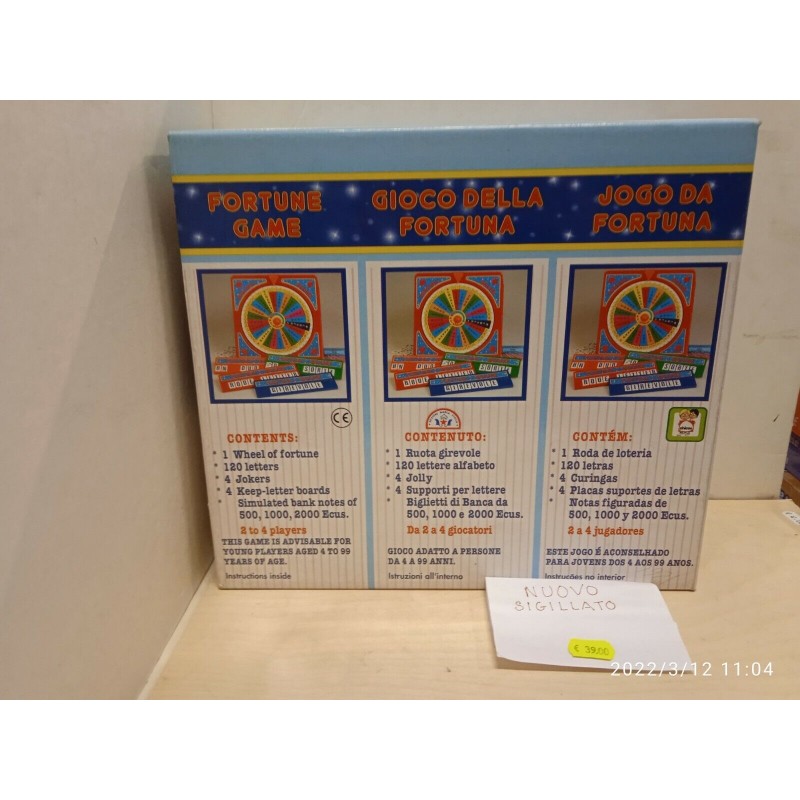 FORTUNE
GAME
CONTENTS:
1 Wheel of fortune
120 letters
4 Jokers
4 Keep-letter boards
Simulated bank notes of
500, 1000, 2000 Ecus.
2 to 4 players
THIS GAME IS ADVISABLE FOR
YOUNG PLAYERS AGED 4 TO 99
YEARS OF AGE.
Instructions inside
CE
GIOCO DELLA
FORTUNA
CONTENUTO:
1 Ruota girevole
120 lettere alfabeto
4 Jolly
4 Supporti per lettere
Biglietti di Banca da
500, 1000 e 2000 Ecus.
Da 2 a 4 giocatori
GIOCO ADATTO A PERSONE
DA 4 A 99 ANNI.
Istruzioni all'interno
JOGO DA
FORTUNA
CONTÉM:
1 Roda de loteria
120 letras
4 Curingas
4 Placas suportes de letras
Notas figuradas de
500, 1000 y 2000 Ecus.
2 a 4 jugadores
ESTE JOGO É ACONSELHADO
PARA JOVENS DOS 4 AOS 99 ANOS.
Instruções no interior.
NUOVO
SIGILLATO
€ 39,00
2022/3/12 11:04